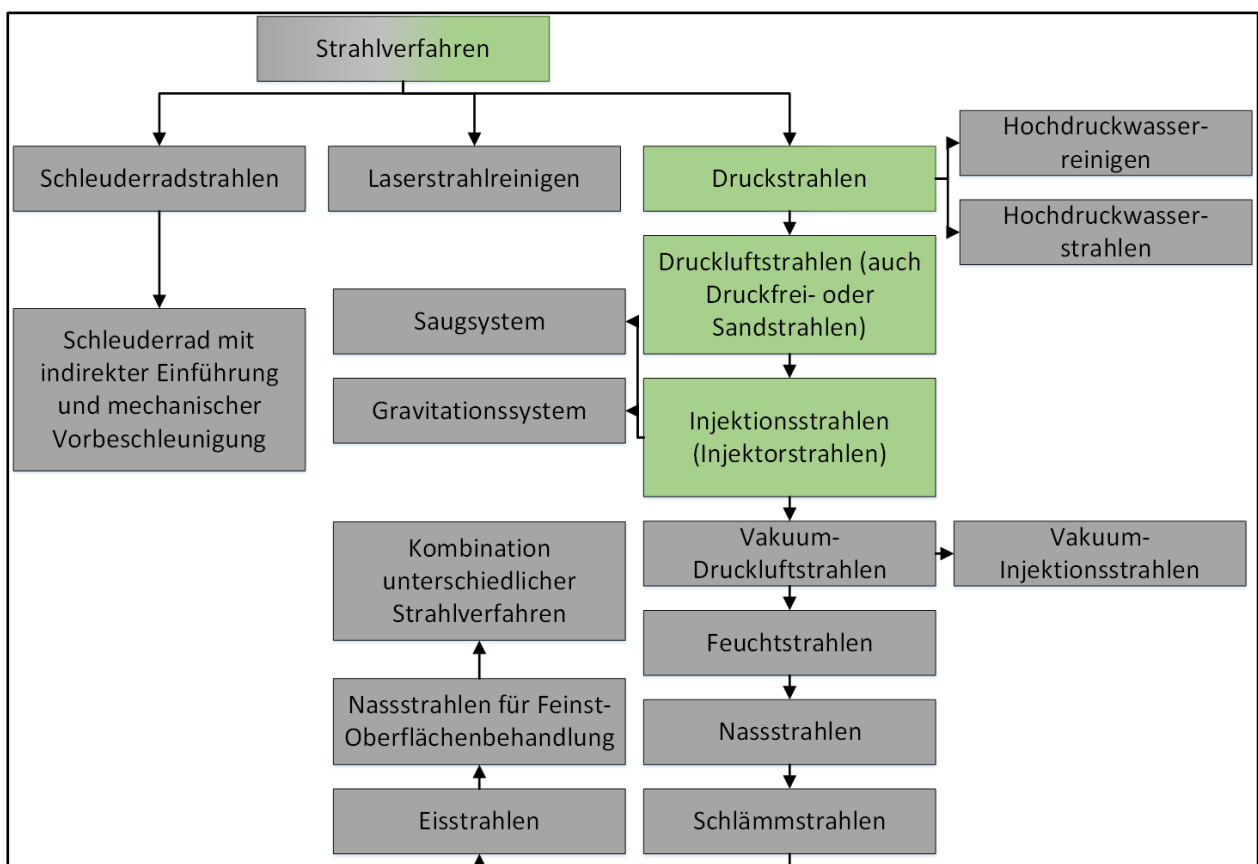 Strahlverfahren
Schleuderradstrahlen
Laserstrahlreinigen
Druckstrahlen
Hochdruckwasser-
reinigen
Hochdruckwasser-
strahlen
Druckluftstrahlen (auch
Druckfrei- oder
Sandstrahlen)
Saugsystem
Schleuderrad mit
indirekter Einführung
und mechanischer
Vorbeschleunigung
Gravitationssystem
Injektionsstrahlen
(Injektorstrahlen)
Kombination
unterschiedlicher
Strahlverfahren
Vakuum-
Druckluftstrahlen
Vakuum-
Injektionsstrahlen
Feuchtstrahlen
Nassstrahlen für Feinst-
Oberflächenbehandlung
Nassstrahlen
Eisstrahlen
Schlämmstrahlen